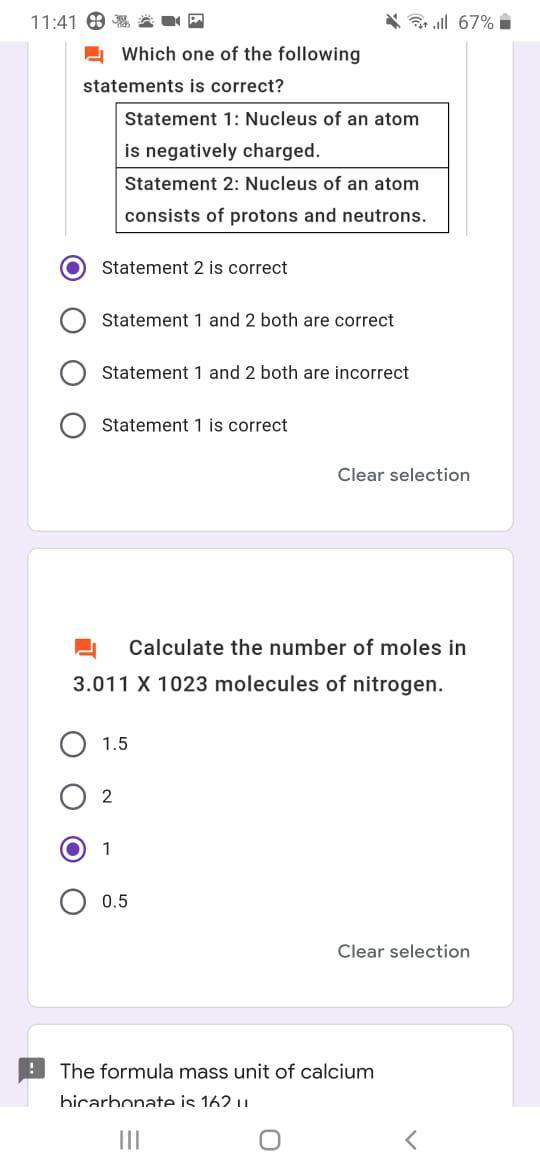 11:41 67%
Which one of the following
statements is correct?
Statement 1: Nucleus of an atom
is negatively charged.
Statement 2: Nucleus of an atom
consists of protons and neutrons.
Statement 2 is correct
Statement 1 and 2 both are correct
Statement 1 and 2 both are incorrect
Statement 1 is correct
Clear selection
Calculate the number of moles in
3.011 X 1023 molecules of nitrogen.
1.5
2
1
0.5
Clear selection
The formula mass unit of calcium
bicarbonate is 162 u